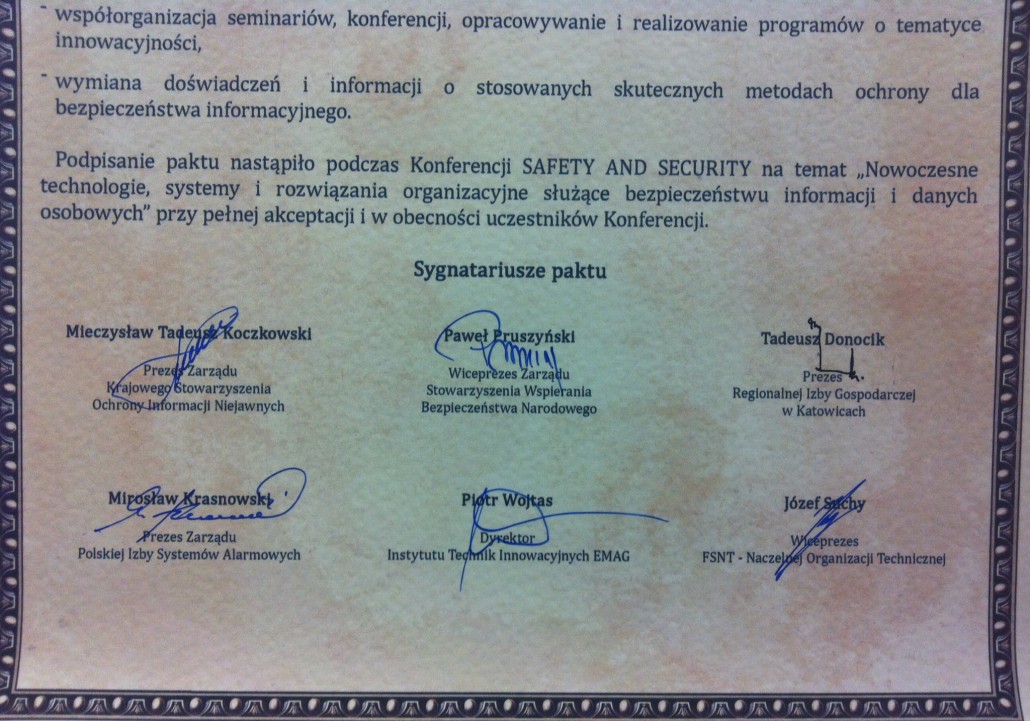 - współorganizacja seminariów, konferencji, opracowywanie i realizowanie programów o tematyce
innowacyjności,
- wymiana doświadczeń i informacji o stosowanych skutecznych metodach ochrony dla
bezpieczeństwa informacyjnego.
Podpisanie paktu nastąpiło podczas Konferencji SAFETY AND SECURITY na temat „Nowoczesne
technologie, systemy i rozwiązania organizacyjne służące bezpieczeństwu informacji i danych
osobowych” przy pełnej akceptacji i w obecności uczestników Konferencji.
Sygnatariusze paktu
Mieczysław Tadeusz Koczkowski
Prezes Zarządu
Krajowego Stowarzyszenia
Ochrony Informacji Niejawnych
Paweł Pruszyński
Wiceprezes Zarządu
Stowarzyszenia Wspierania
Bezpieczeństwa Narodowego
Tadeusz Donocik
Prezes
Regionalnej Izby Gospodarczej
w Katowicach
Mirosław Krasnowski
Prezes Zarządu
Polskiej Izby Systemów Alarmowych
Piotr Wojtas
Dyrektor
Instytutu Technik Innowacyjnych EMAG
Józef Suchy
Wiceprezes
FSNT - Naczelnej Organizacji Technicznej